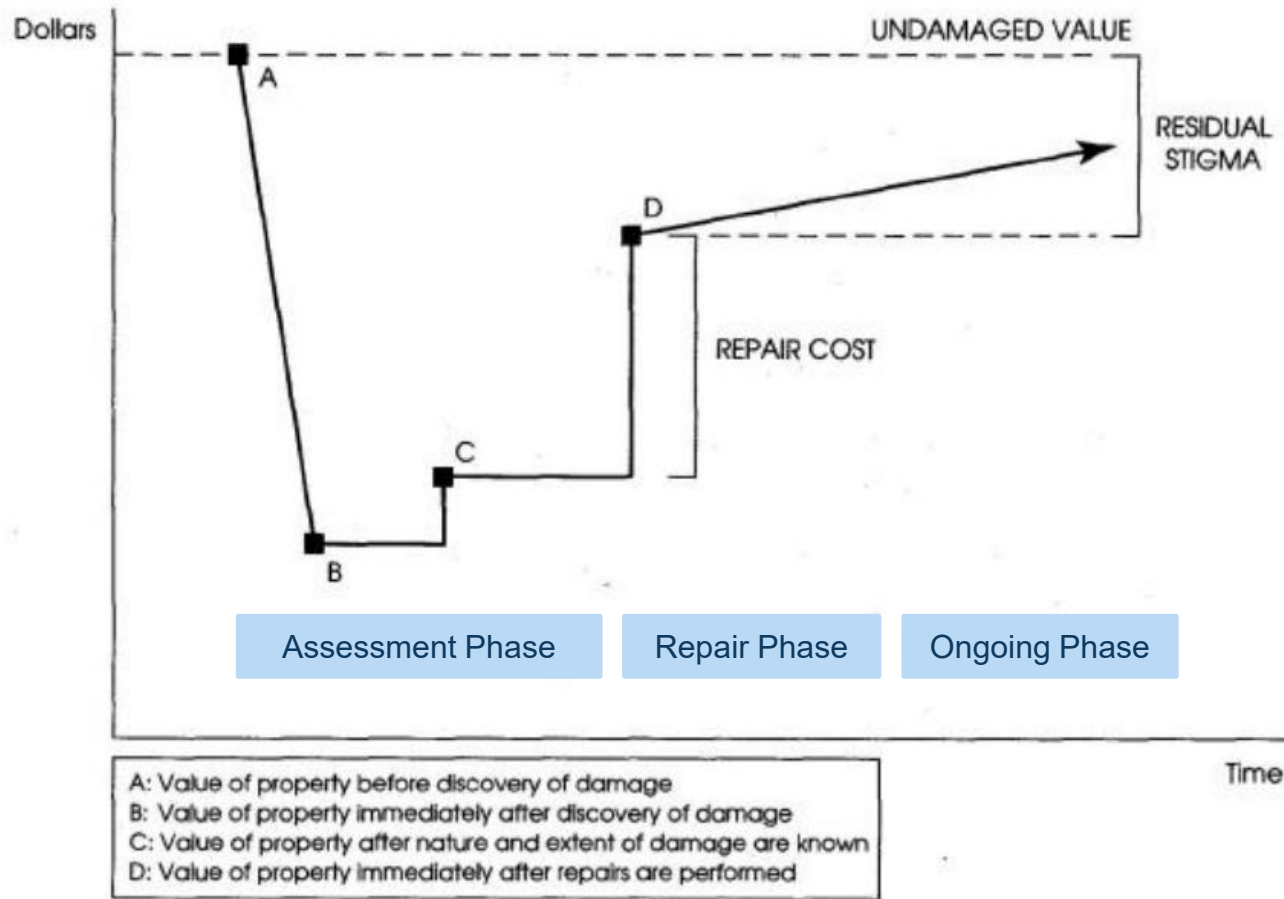 Dollars
UNDAMAGED VALUE
A
RESIDUAL
STIGMA
D
REPAIR COST
C
B
Assessment Phase
Repair Phase
Ongoing Phase
Time
A: Value of property before discovery of damage
B: Value of property immediately after discovery of damage
C: Value of property after nature and extent of damage are known
D: Value of property immediately after repairs are performed